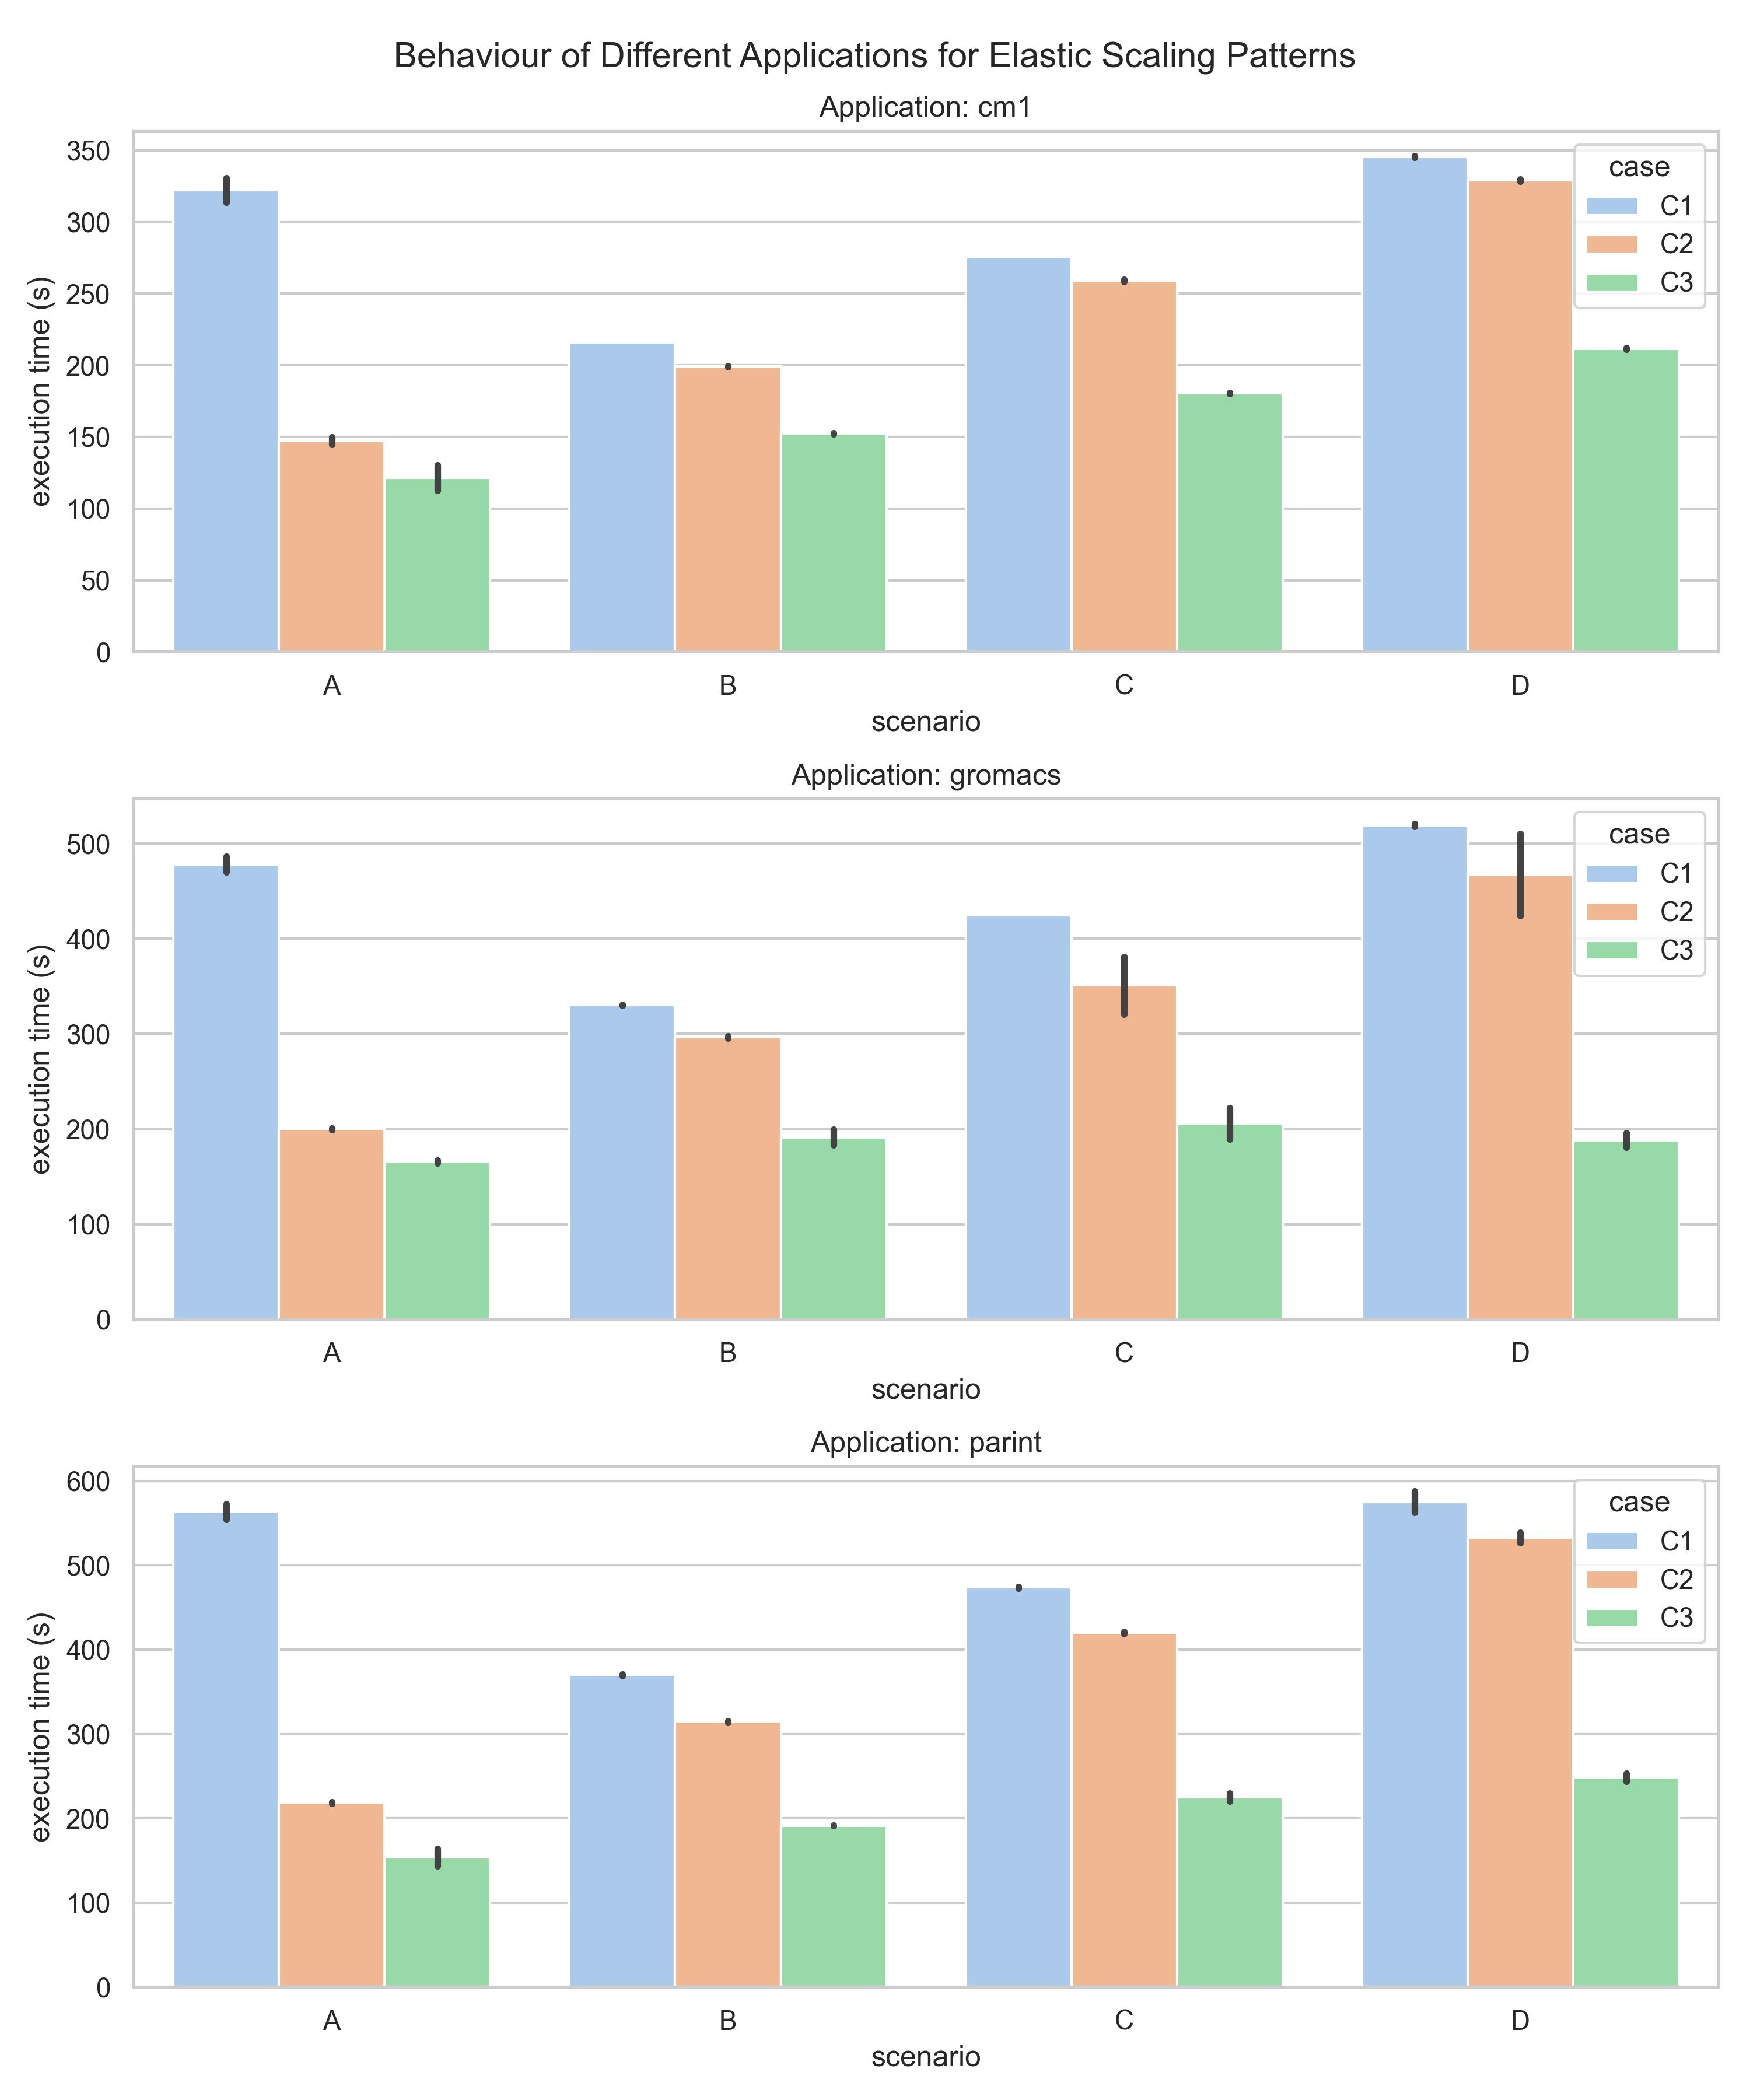 Behaviour of Different Applications for Elastic Scaling Patterns
Application: cm1
execution time (s)
350
300
250
200
150
100
50
0
case
C1
C2
C3
A B C D
scenario
Application: gromacs
execution time (s)
500
400
300
200
100
0
case
C1
C2
C3
A B C D
scenario
Application: parint
execution time (s)
600
500
400
300
200
100
0
case
C1
C2
C3
A B C D
scenario